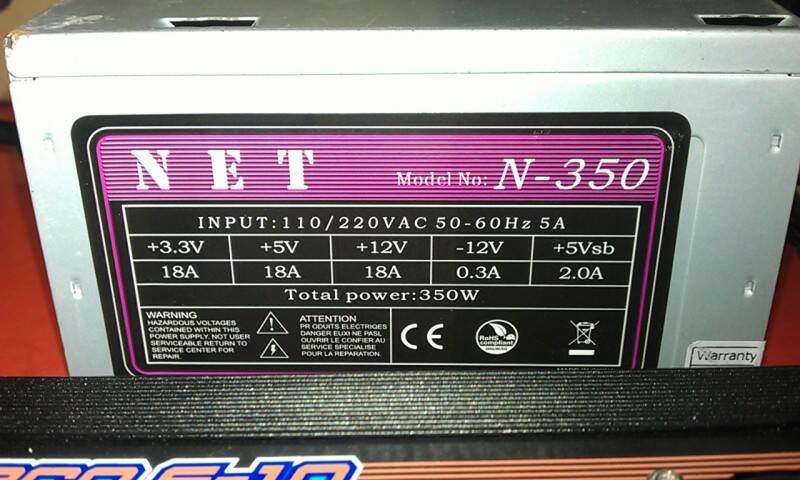 NET Model No: N-350
INPUT:110/220VAC 50-60Hz 5A
+3.3V +5V +12V -12V +5Vsb
18A 18A 18A 0.3A 2.0A
Total power:350W
WARNING
HAZARDOUS VOLTAGES
CONTAINED WITHIN THIS
POWER SUPPLY. NOT USER
SERVICEABLE RETURN TO
SERVICE CENTER FOR
REPAIR.
ATTENTION
PR ODUITS ELECTRIQES
DANGER EUXI NE PASL
OUVRIR LE CONFIER AU
SERVICE SPECIALISE
POUR LA REPARATION.
CE
RoHS
compliant
Warranty